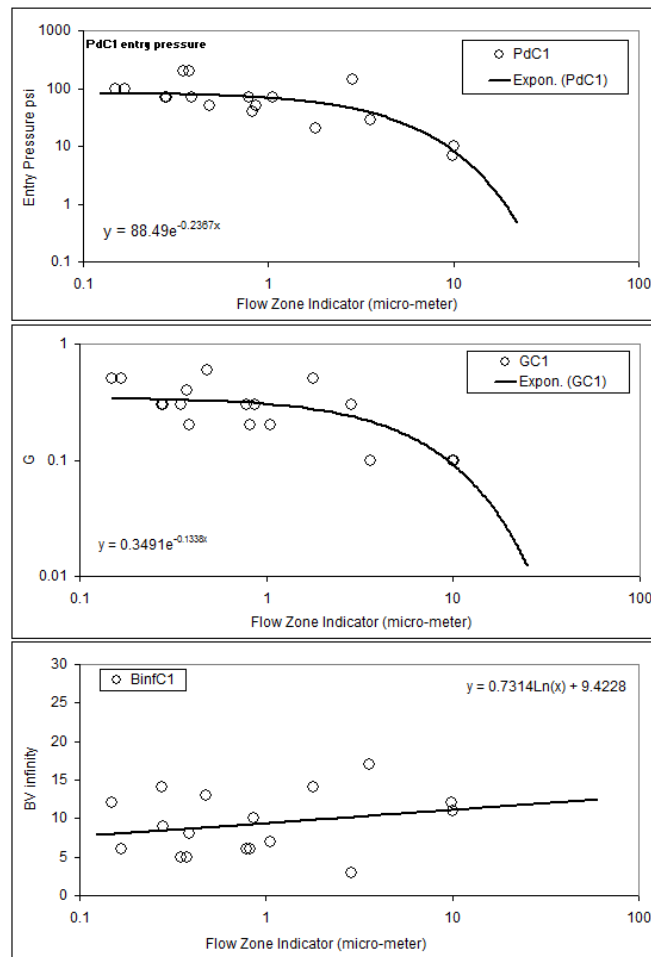 PdC1 entry pressure
1000
100
10
1
0.1
Entry Pressure psi
PdC1
Expon. (PdC1)
y = 88.49e^-0.2367x
0.1 1 10 100
Flow Zone Indicator (micro-meter)
1
0.1
0.01
G
GC1
Expon. (GC1)
y = 0.3491e^-0.1338x
0.1 1 10 100
Flow Zone Indicator (micro-meter)
30
25
20
15
10
5
0
BV infinity
BinfC1
y = 0.7314Ln(x) + 9.4228
0.1 1 10 100
Flow Zone Indicator (micro-meter)